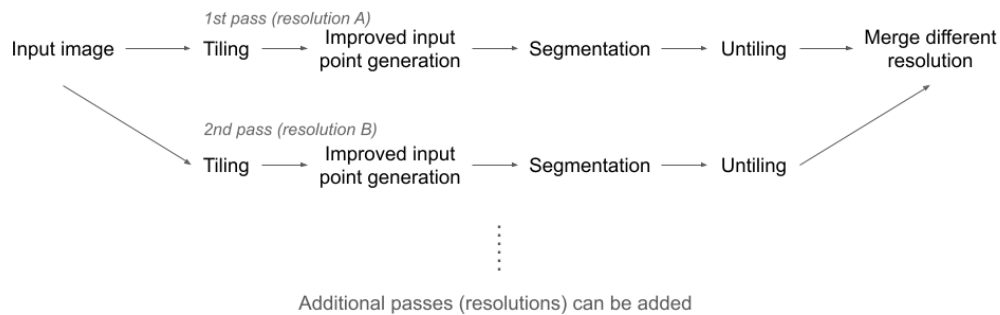 1st pass (resolution A)
Input image
Tiling
Improved input
point generation
Segmentation
Untiling
Merge different
resolution
2nd pass (resolution B)
Tiling
Improved input
point generation
Segmentation
Untiling
Additional passes (resolutions) can be added